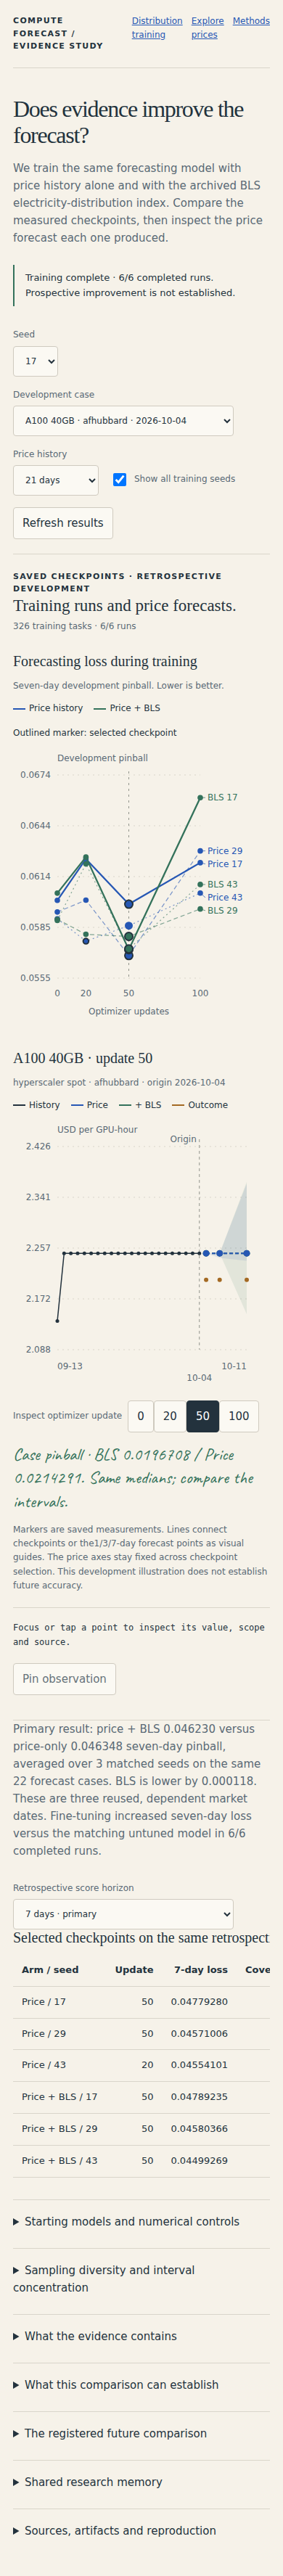 COMPUTE
FORECAST /
EVIDENCE STUDY
Distribution
training
Explore
prices
Methods
Does evidence improve the
forecast?
We train the same forecasting model with
price history alone and with the archived BLS
electricity-distribution index. Compare the
measured checkpoints, then inspect the price
forecast each one produced.
Training complete · 6/6 completed runs.
Prospective improvement is not established.
Seed
17
Development case
A100 40GB · afhubbard · 2026-10-04
Price history
21 days
Show all training seeds
Refresh results
SAVED CHECKPOINTS · RETROSPECTIVE
DEVELOPMENT
Training runs and price forecasts.
326 training tasks · 6/6 runs
Forecasting loss during training
Seven-day development pinball. Lower is better.
Price history
Price + BLS
Outlined marker: selected checkpoint
Development pinball
0.0674
0.0644
0.0614
0.0585
0.0555
BLS 17
Price 29
Price 17
BLS 43
Price 43
BLS 29
0
20
50
100
Optimizer updates
A100 40GB · update 50
hyperscaler spot · afhubbard · origin 2026-10-04
History
Price
+ BLS
Outcome
USD per GPU-hour
Origin
2.426
2.341
2.257
2.172
2.088
09-13
10-04
10-11
Inspect optimizer update
0
20
50
100
Case pinball · BLS 0.0196708 / Price
0.0214291. Same medians; compare the
intervals.
Markers are saved measurements. Lines connect
checkpoints or the1/3/7-day forecast points as visual
guides. The price axes stay fixed across checkpoint
selection. This development illustration does not establish
future accuracy.
Focus or tap a point to inspect its value, scope
and source.
Pin observation
Primary result: price + BLS 0.046230 versus
price-only 0.046348 seven-day pinball,
averaged over 3 matched seeds on the same
22 forecast cases. BLS is lower by 0.000118.
These are three reused, dependent market
dates. Fine-tuning increased seven-day loss
versus the matching untuned model in 6/6
completed runs.
Retrospective score horizon
7 days · primary
Selected checkpoints on the same retrospect
Arm / seed Update 7-day loss Cove
Price / 17 50 0.04779280
Price / 29 50 0.04571006
Price / 43 20 0.04554101
Price + BLS / 17 50 0.04789235
Price + BLS / 29 50 0.04580366
Price + BLS / 43 50 0.04499269
Starting models and numerical controls
Sampling diversity and interval
concentration
What the evidence contains
What this comparison can establish
The registered future comparison
Shared research memory
Sources, artifacts and reproduction